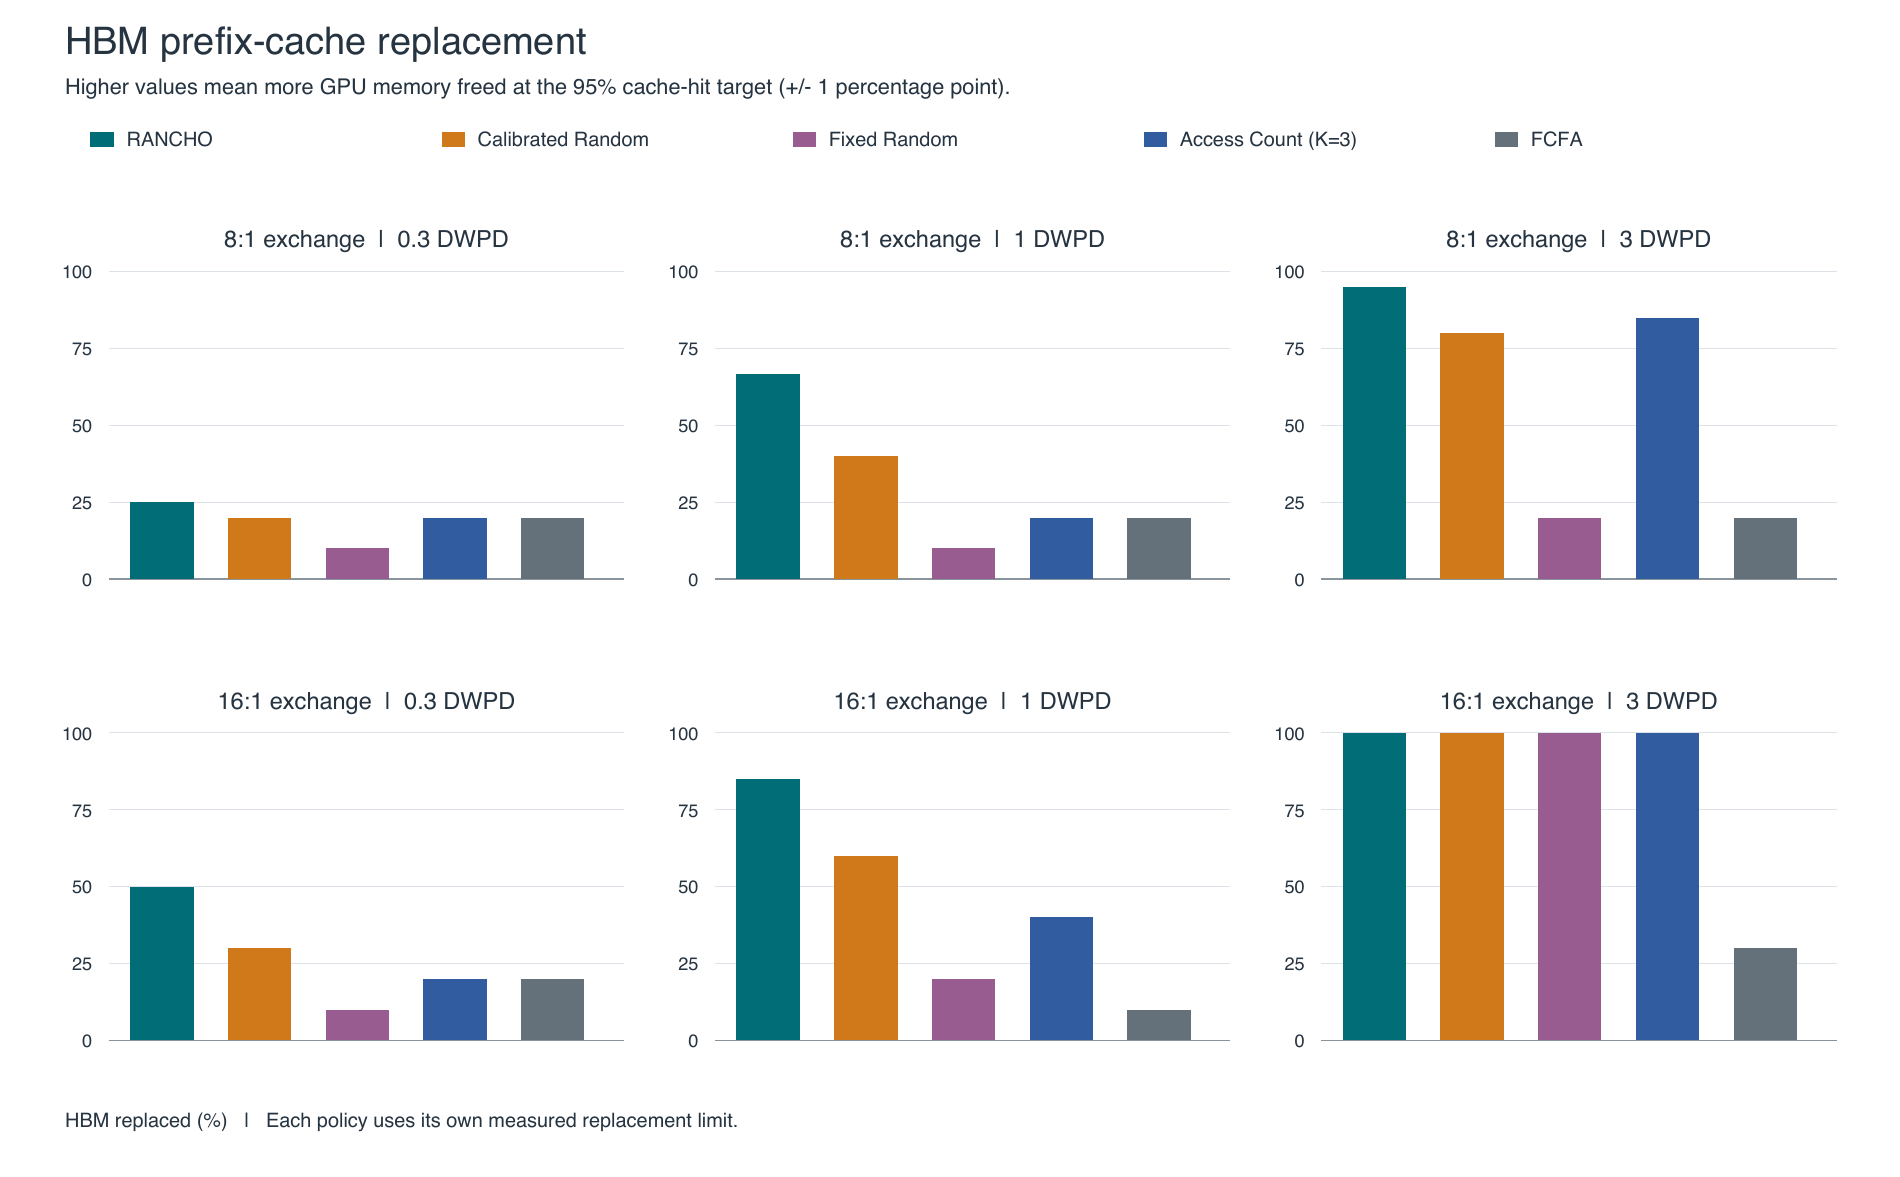 HBM prefix-cache replacement
Higher values mean more GPU memory freed at the 95% cache-hit target (+/- 1 percentage point).
RANCHO
Calibrated Random
Fixed Random
Access Count (K=3)
FCFA
8:1 exchange | 0.3 DWPD
100
75
50
25
0
8:1 exchange | 1 DWPD
100
75
50
25
0
8:1 exchange | 3 DWPD
100
75
50
25
0
16:1 exchange | 0.3 DWPD
100
75
50
25
0
16:1 exchange | 1 DWPD
100
75
50
25
0
16:1 exchange | 3 DWPD
100
75
50
25
0
HBM replaced (%) | Each policy uses its own measured replacement limit.